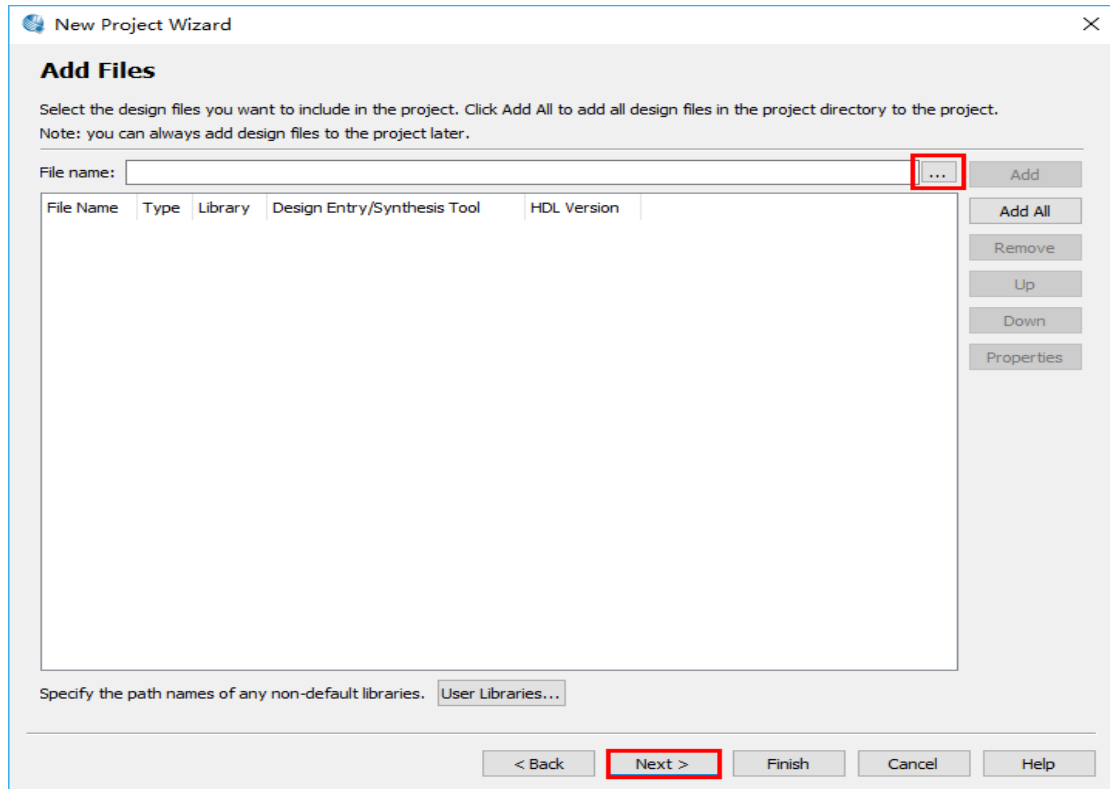 New Project Wizard
Add Files
Select the design files you want to include in the project. Click Add All to add all design files in the project directory to the project.
Note: you can always add design files to the project later.
File name: ... Add
File Name Type Library Design Entry/Synthesis Tool HDL Version
Add All
Remove
Up
Down
Properties
Specify the path names of any non-default libraries. User Libraries...
< Back Next > Finish Cancel Help